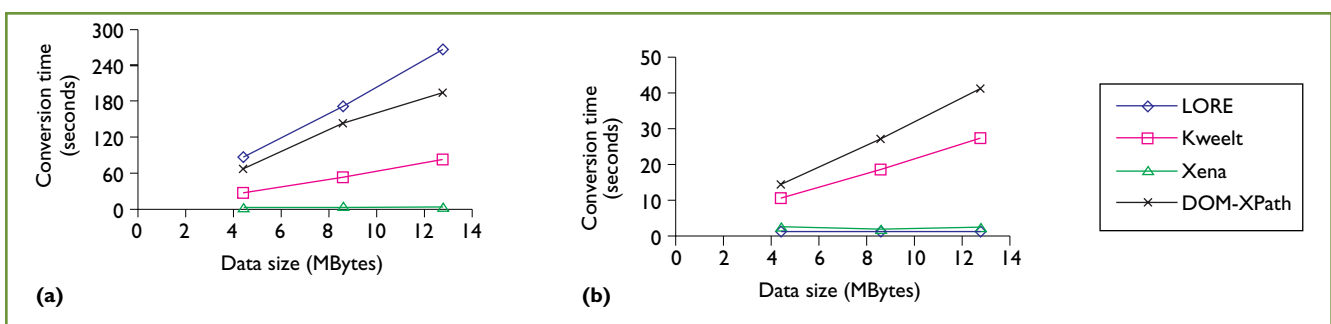 Conversion time
(seconds)
300
240
180
120
60
0
0 2 4 6 8 10 12 14
Data size (MBytes)
(a)
Conversion time
(seconds)
50
40
30
20
10
0
0 2 4 6 8 10 12 14
Data size (MBytes)
(b)
LORE
Kweelt
Xena
DOM-XPath